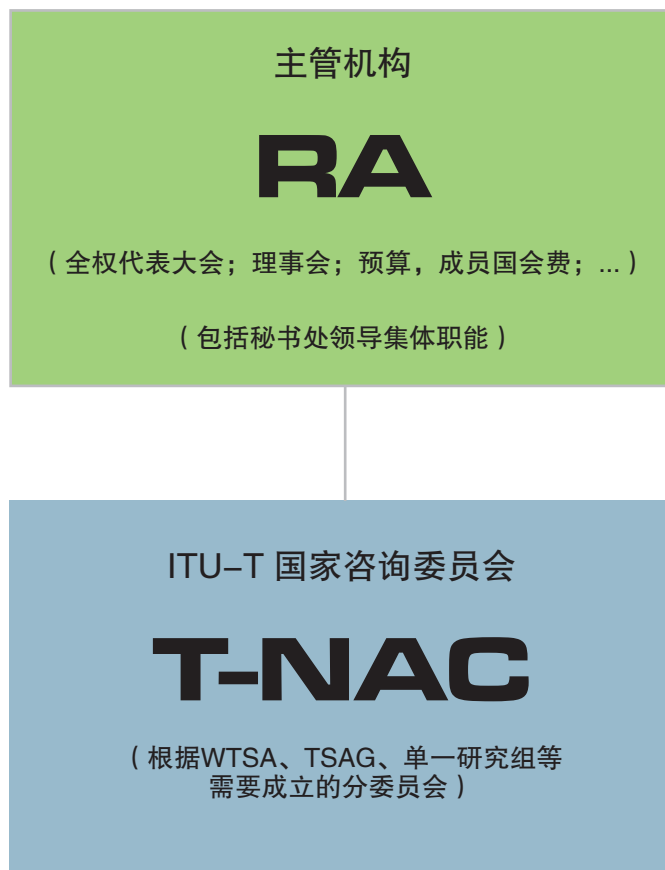 主管机构
RA
（全权代表大会；理事会；预算，成员国会费；...）
（包括秘书处领导集体职能）
ITU–T 国家咨询委员会
T-NAC
（根据WTSA、TSAG、单一研究组等
需要成立的分委员会）